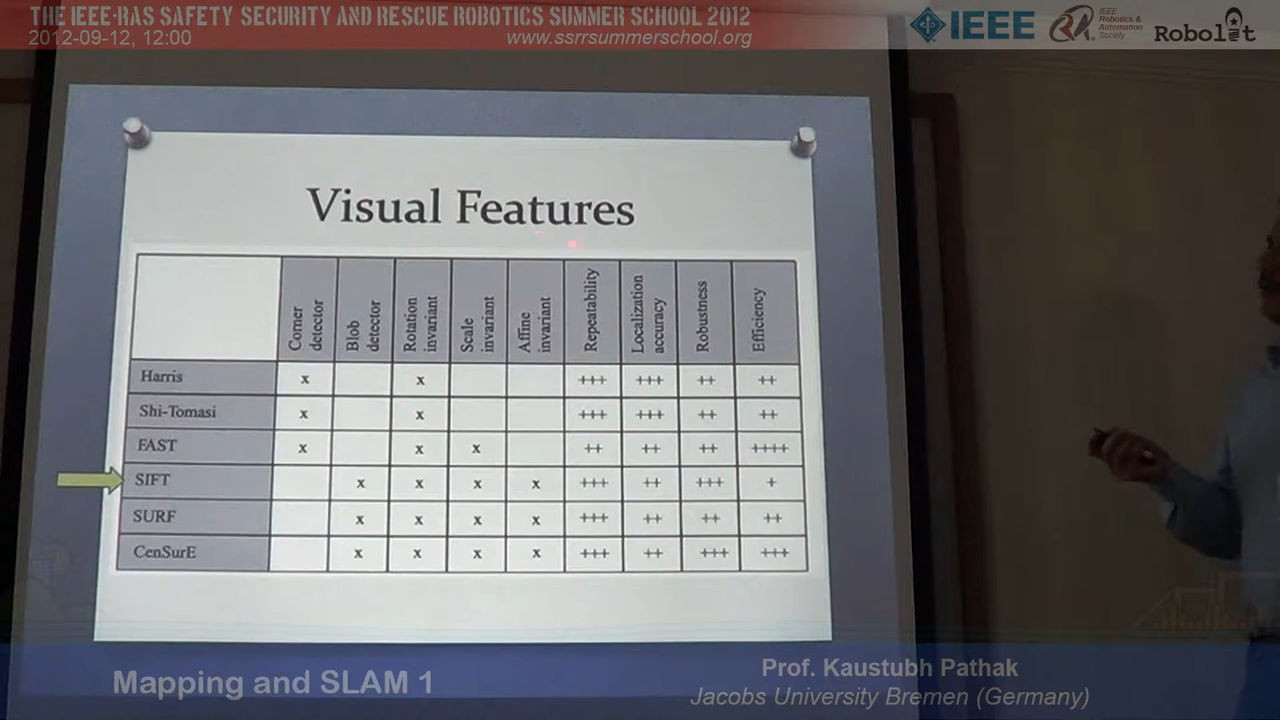 THE IEEE-RAS SAFETY SECURITY AND RESCUE ROBOTICS SUMMER SCHOOL 2012
2012-09-12, 12:00
www.ssrrsummerschool.org
IEEE
IEEE
Robotics &
Automation
Society
Robolit
Visual Features
Corner detector Blob detector Rotation invariant Scale invariant Affine invariant Repeatability Localization accuracy Robustness Efficiency
Harris x x +++ +++ ++ ++
Shi-Tomasi x x +++ +++ ++ ++
FAST x x x ++ ++ ++ ++++
SIFT x x x x +++ ++ +++ +
SURF x x x x +++ ++ ++ ++
CenSurE x x x x +++ ++ +++ +++
Mapping and SLAM 1
Prof. Kaustubh Pathak
Jacobs University Bremen (Germany)